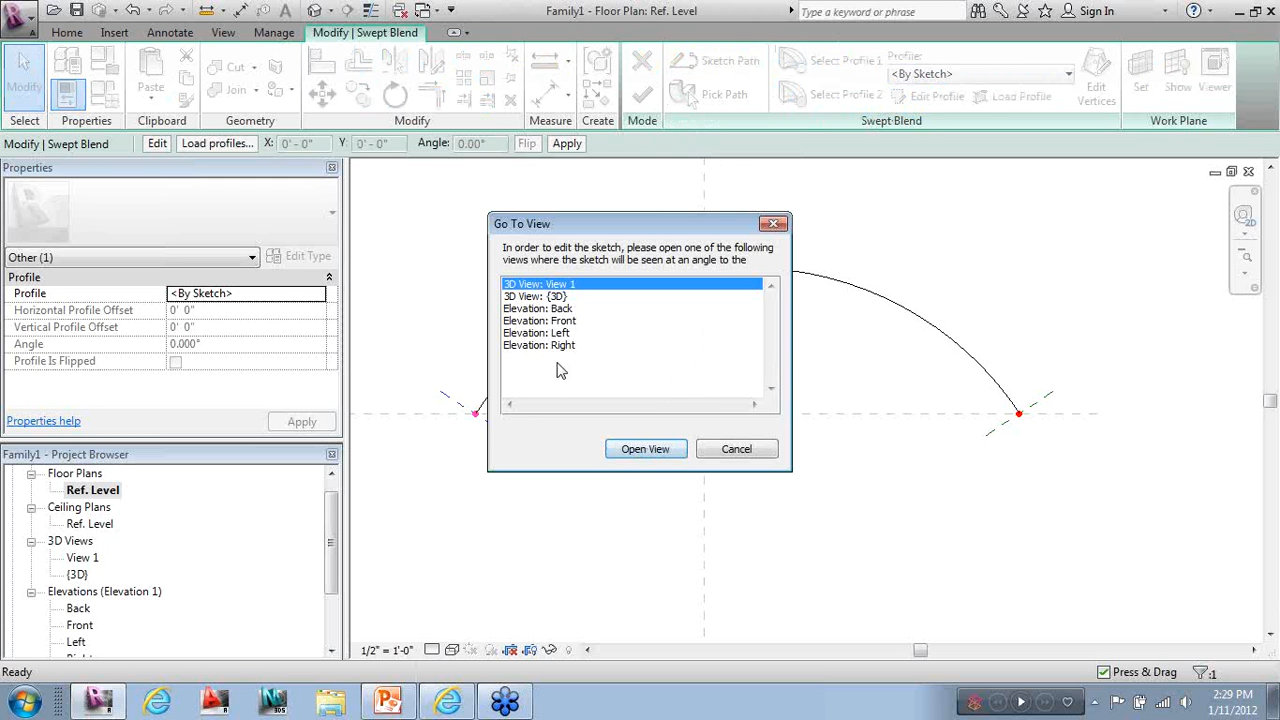 Family1 - Floor Plan: Ref. Level
Type a keyword or phrase
Sign In
Home
Insert
Annotate
View
Manage
Modify | Swept Blend
Modify
Paste
Cut
Join
Sketch Path
Pick Path
Select Profile 1
Select Profile 2
Profile:
<By Sketch>
Edit Profile
Load Profile
Edit
Vertices
Set
Show
Viewer
Select
Properties
Clipboard
Geometry
Modify
Measure
Create
Mode
Swept Blend
Work Plane
Modify | Swept Blend
Edit
Load profiles...
X:
0' - 0"
Y:
0' - 0"
Angle:
0.00°
Flip
Apply
Properties
Other (1)
Edit Type
Profile
Profile
<By Sketch>
Horizontal Profile Offset
0' 0"
Vertical Profile Offset
0' 0"
Angle
0.000°
Profile Is Flipped
Properties help
Apply
Family1 - Project Browser
Floor Plans
Ref. Level
Ceiling Plans
Ref. Level
3D Views
View 1
{3D}
Elevations (Elevation 1)
Back
Front
Left
Go To View
In order to edit the sketch, please open one of the following
views where the sketch will be seen at an angle to the
3D View: View 1
3D View: {3D}
Elevation: Back
Elevation: Front
Elevation: Left
Elevation: Right
Open View
Cancel
2D
1/2" = 1'-0"
Ready
Press & Drag
:1
2:29 PM
1/11/2012